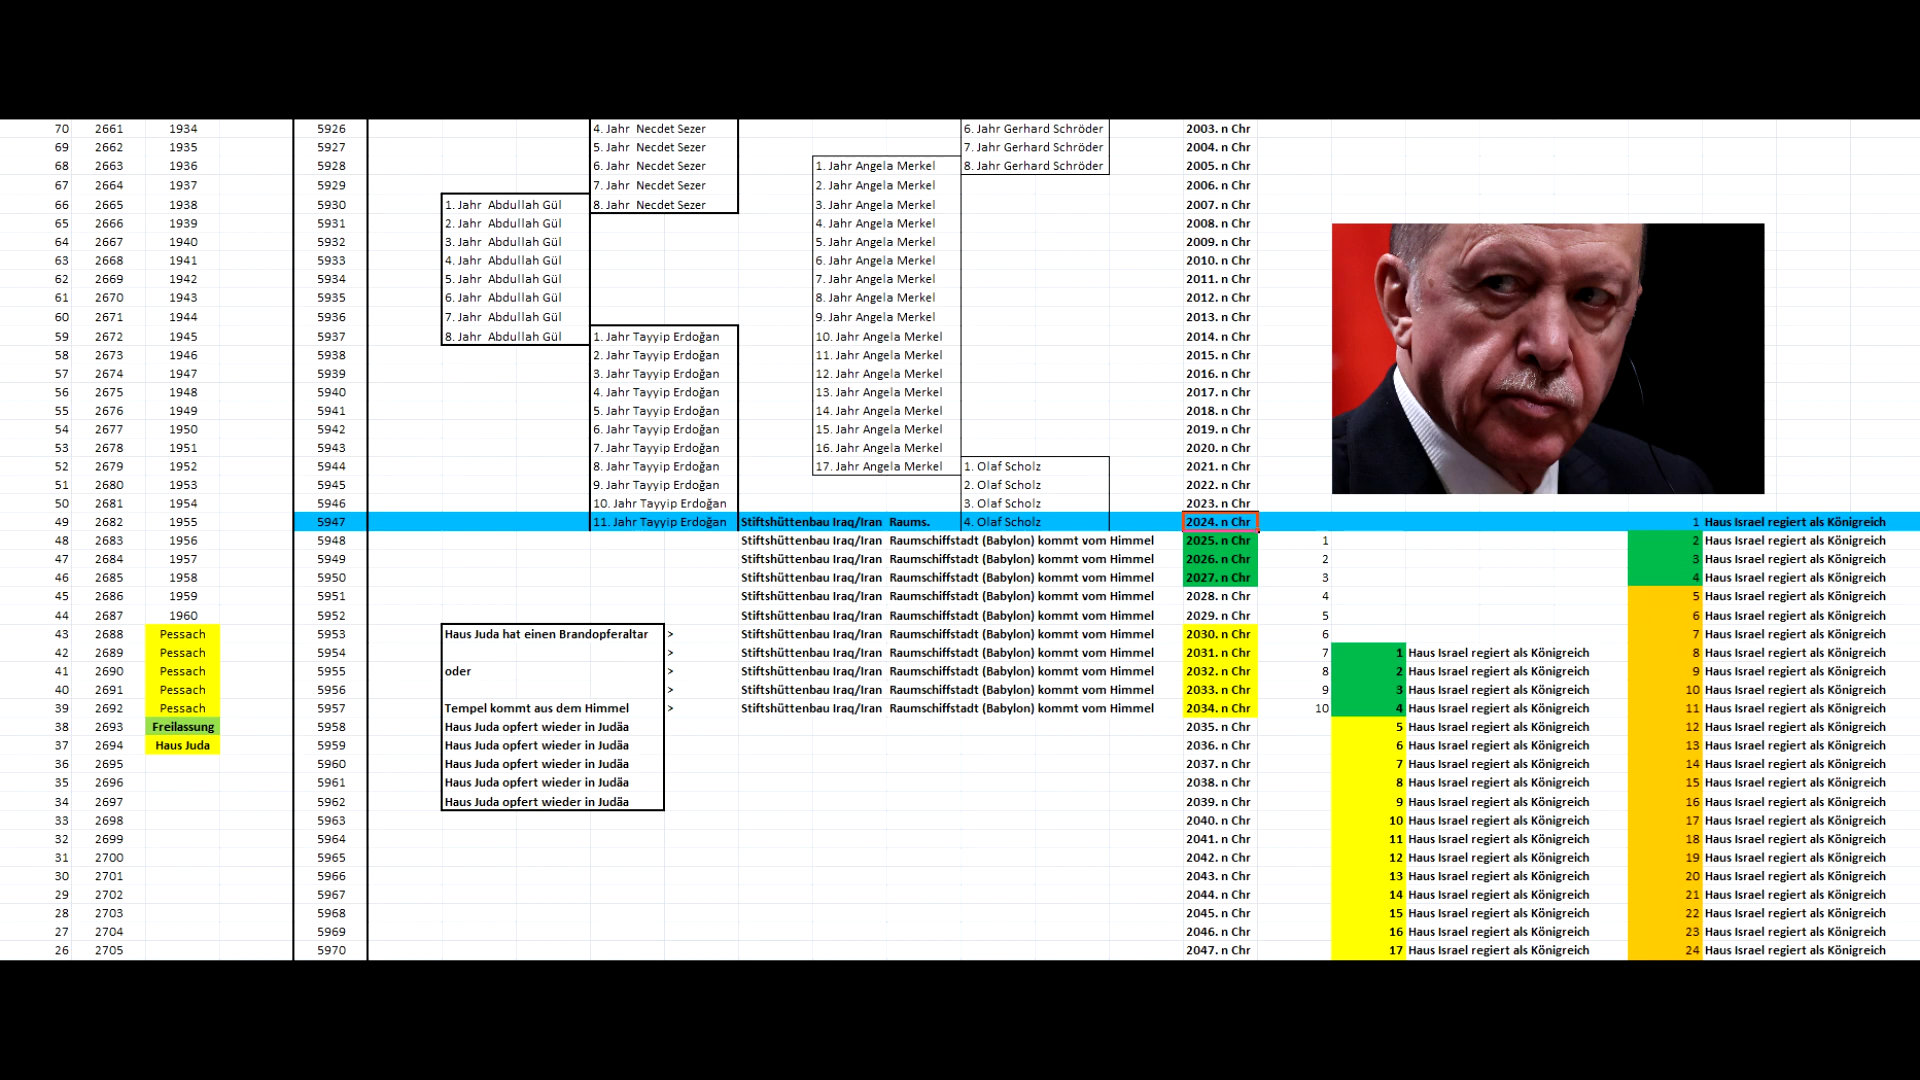 70 2661 1934 5926 4. Jahr Necdet Sezer 6. Jahr Gerhard Schröder 2003. n Chr
69 2662 1935 5927 5. Jahr Necdet Sezer 7. Jahr Gerhard Schröder 2004. n Chr
68 2663 1936 5928 6. Jahr Necdet Sezer 1. Jahr Angela Merkel 8. Jahr Gerhard Schröder 2005. n Chr
67 2664 1937 5929 7. Jahr Necdet Sezer 2. Jahr Angela Merkel 2006. n Chr
66 2665 1938 5930 1. Jahr Abdullah Gül 8. Jahr Necdet Sezer 3. Jahr Angela Merkel 2007. n Chr
65 2666 1939 5931 2. Jahr Abdullah Gül 4. Jahr Angela Merkel 2008. n Chr
64 2667 1940 5932 3. Jahr Abdullah Gül 5. Jahr Angela Merkel 2009. n Chr
63 2668 1941 5933 4. Jahr Abdullah Gül 6. Jahr Angela Merkel 2010. n Chr
62 2669 1942 5934 5. Jahr Abdullah Gül 7. Jahr Angela Merkel 2011. n Chr
61 2670 1943 5935 6. Jahr Abdullah Gül 8. Jahr Angela Merkel 2012. n Chr
60 2671 1944 5936 7. Jahr Abdullah Gül 9. Jahr Angela Merkel 2013. n Chr
59 2672 1945 5937 8. Jahr Abdullah Gül 1. Jahr Tayyip Erdoğan 10. Jahr Angela Merkel 2014. n Chr
58 2673 1946 5938 2. Jahr Tayyip Erdoğan 11. Jahr Angela Merkel 2015. n Chr
57 2674 1947 5939 3. Jahr Tayyip Erdoğan 12. Jahr Angela Merkel 2016. n Chr
56 2675 1948 5940 4. Jahr Tayyip Erdoğan 13. Jahr Angela Merkel 2017. n Chr
55 2676 1949 5941 5. Jahr Tayyip Erdoğan 14. Jahr Angela Merkel 2018. n Chr
54 2677 1950 5942 6. Jahr Tayyip Erdoğan 15. Jahr Angela Merkel 2019. n Chr
53 2678 1951 5943 7. Jahr Tayyip Erdoğan 16. Jahr Angela Merkel 2020. n Chr
52 2679 1952 5944 8. Jahr Tayyip Erdoğan 17. Jahr Angela Merkel 1. Olaf Scholz 2021. n Chr
51 2680 1953 5945 9. Jahr Tayyip Erdoğan 2. Olaf Scholz 2022. n Chr
50 2681 1954 5946 10. Jahr Tayyip Erdoğan 3. Olaf Scholz 2023. n Chr
49 2682 1955 5947 11. Jahr Tayyip Erdoğan Stiftshüttenbau Iraq/Iran Raums. 4. Olaf Scholz 2024. n Chr 1 Haus Israel regiert als Königreich
48 2683 1956 5948 Stiftshüttenbau Iraq/Iran Raumschiffstadt (Babylon) kommt vom Himmel 2025. n Chr 1 2 Haus Israel regiert als Königreich
47 2684 1957 5949 Stiftshüttenbau Iraq/Iran Raumschiffstadt (Babylon) kommt vom Himmel 2026. n Chr 2 3 Haus Israel regiert als Königreich
46 2685 1958 5950 Stiftshüttenbau Iraq/Iran Raumschiffstadt (Babylon) kommt vom Himmel 2027. n Chr 3 4 Haus Israel regiert als Königreich
45 2686 1959 5951 Stiftshüttenbau Iraq/Iran Raumschiffstadt (Babylon) kommt vom Himmel 2028. n Chr 4 5 Haus Israel regiert als Königreich
44 2687 1960 5952 Stiftshüttenbau Iraq/Iran Raumschiffstadt (Babylon) kommt vom Himmel 2029. n Chr 5 6 Haus Israel regiert als Königreich
43 2688 Pessach 5953 Haus Juda hat einen Brandopferaltar > Stiftshüttenbau Iraq/Iran Raumschiffstadt (Babylon) kommt vom Himmel 2030. n Chr 6 7 Haus Israel regiert als Königreich
42 2689 Pessach 5954 > Stiftshüttenbau Iraq/Iran Raumschiffstadt (Babylon) kommt vom Himmel 2031. n Chr 7 1 Haus Israel regiert als Königreich 8 Haus Israel regiert als Königreich
41 2690 Pessach 5955 oder > Stiftshüttenbau Iraq/Iran Raumschiffstadt (Babylon) kommt vom Himmel 2032. n Chr 8 2 Haus Israel regiert als Königreich 9 Haus Israel regiert als Königreich
40 2691 Pessach 5956 > Stiftshüttenbau Iraq/Iran Raumschiffstadt (Babylon) kommt vom Himmel 2033. n Chr 9 3 Haus Israel regiert als Königreich 10 Haus Israel regiert als Königreich
39 2692 Pessach 5957 Tempel kommt aus dem Himmel > Stiftshüttenbau Iraq/Iran Raumschiffstadt (Babylon) kommt vom Himmel 2034. n Chr 10 4 Haus Israel regiert als Königreich 11 Haus Israel regiert als Königreich
38 2693 Freilassung 5958 Haus Juda opfert wieder in Judäa 2035. n Chr 5 Haus Israel regiert als Königreich 12 Haus Israel regiert als Königreich
37 2694 Haus Juda 5959 Haus Juda opfert wieder in Judäa 2036. n Chr 6 Haus Israel regiert als Königreich 13 Haus Israel regiert als Königreich
36 2695 5960 Haus Juda opfert wieder in Judäa 2037. n Chr 7 Haus Israel regiert als Königreich 14 Haus Israel regiert als Königreich
35 2696 5961 Haus Juda opfert wieder in Judäa 2038. n Chr 8 Haus Israel regiert als Königreich 15 Haus Israel regiert als Königreich
34 2697 5962 Haus Juda opfert wieder in Judäa 2039. n Chr 9 Haus Israel regiert als Königreich 16 Haus Israel regiert als Königreich
33 2698 5963 2040. n Chr 10 Haus Israel regiert als Königreich 17 Haus Israel regiert als Königreich
32 2699 5964 2041. n Chr 11 Haus Israel regiert als Königreich 18 Haus Israel regiert als Königreich
31 2700 5965 2042. n Chr 12 Haus Israel regiert als Königreich 19 Haus Israel regiert als Königreich
30 2701 5966 2043. n Chr 13 Haus Israel regiert als Königreich 20 Haus Israel regiert als Königreich
29 2702 5967 2044. n Chr 14 Haus Israel regiert als Königreich 21 Haus Israel regiert als Königreich
28 2703 5968 2045. n Chr 15 Haus Israel regiert als Königreich 22 Haus Israel regiert als Königreich
27 2704 5969 2046. n Chr 16 Haus Israel regiert als Königreich 23 Haus Israel regiert als Königreich
26 2705 5970 2047. n Chr 17 Haus Israel regiert als Königreich 24 Haus Israel regiert als Königreich